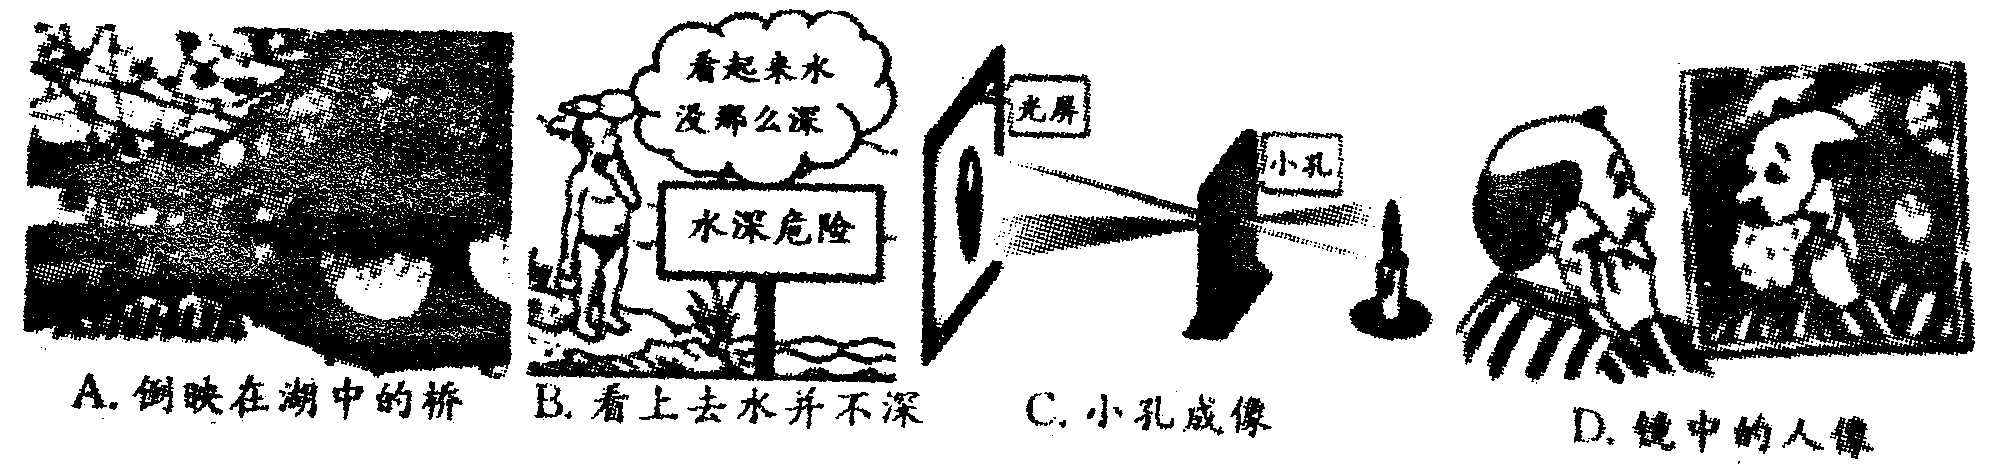 看起来水
没那么深
水深危险
光屏
小孔
A. 倒映在湖中的桥
B. 看上去水并不深
C. 小孔成像
D. 镜中的人像